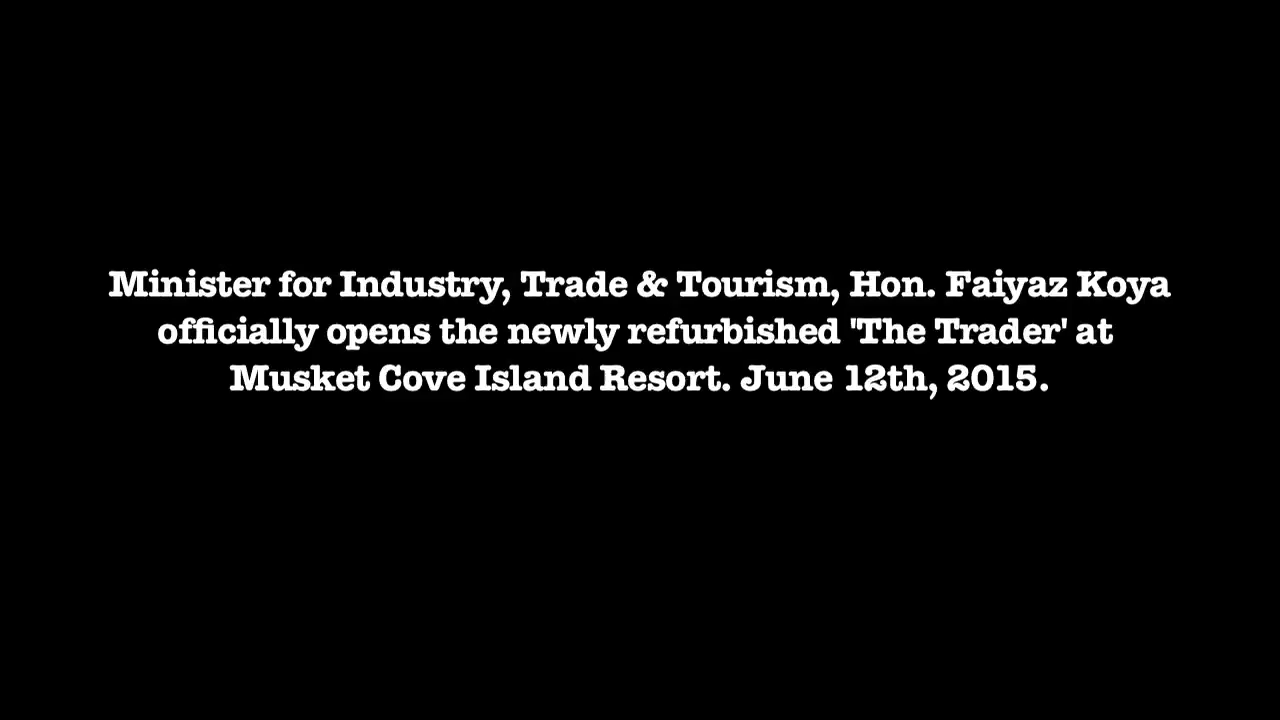 Minister for Industry, Trade & Tourism, Hon. Faiyaz Koya
officially opens the newly refurbished 'The Trader' at
Musket Cove Island Resort. June 12th, 2015.